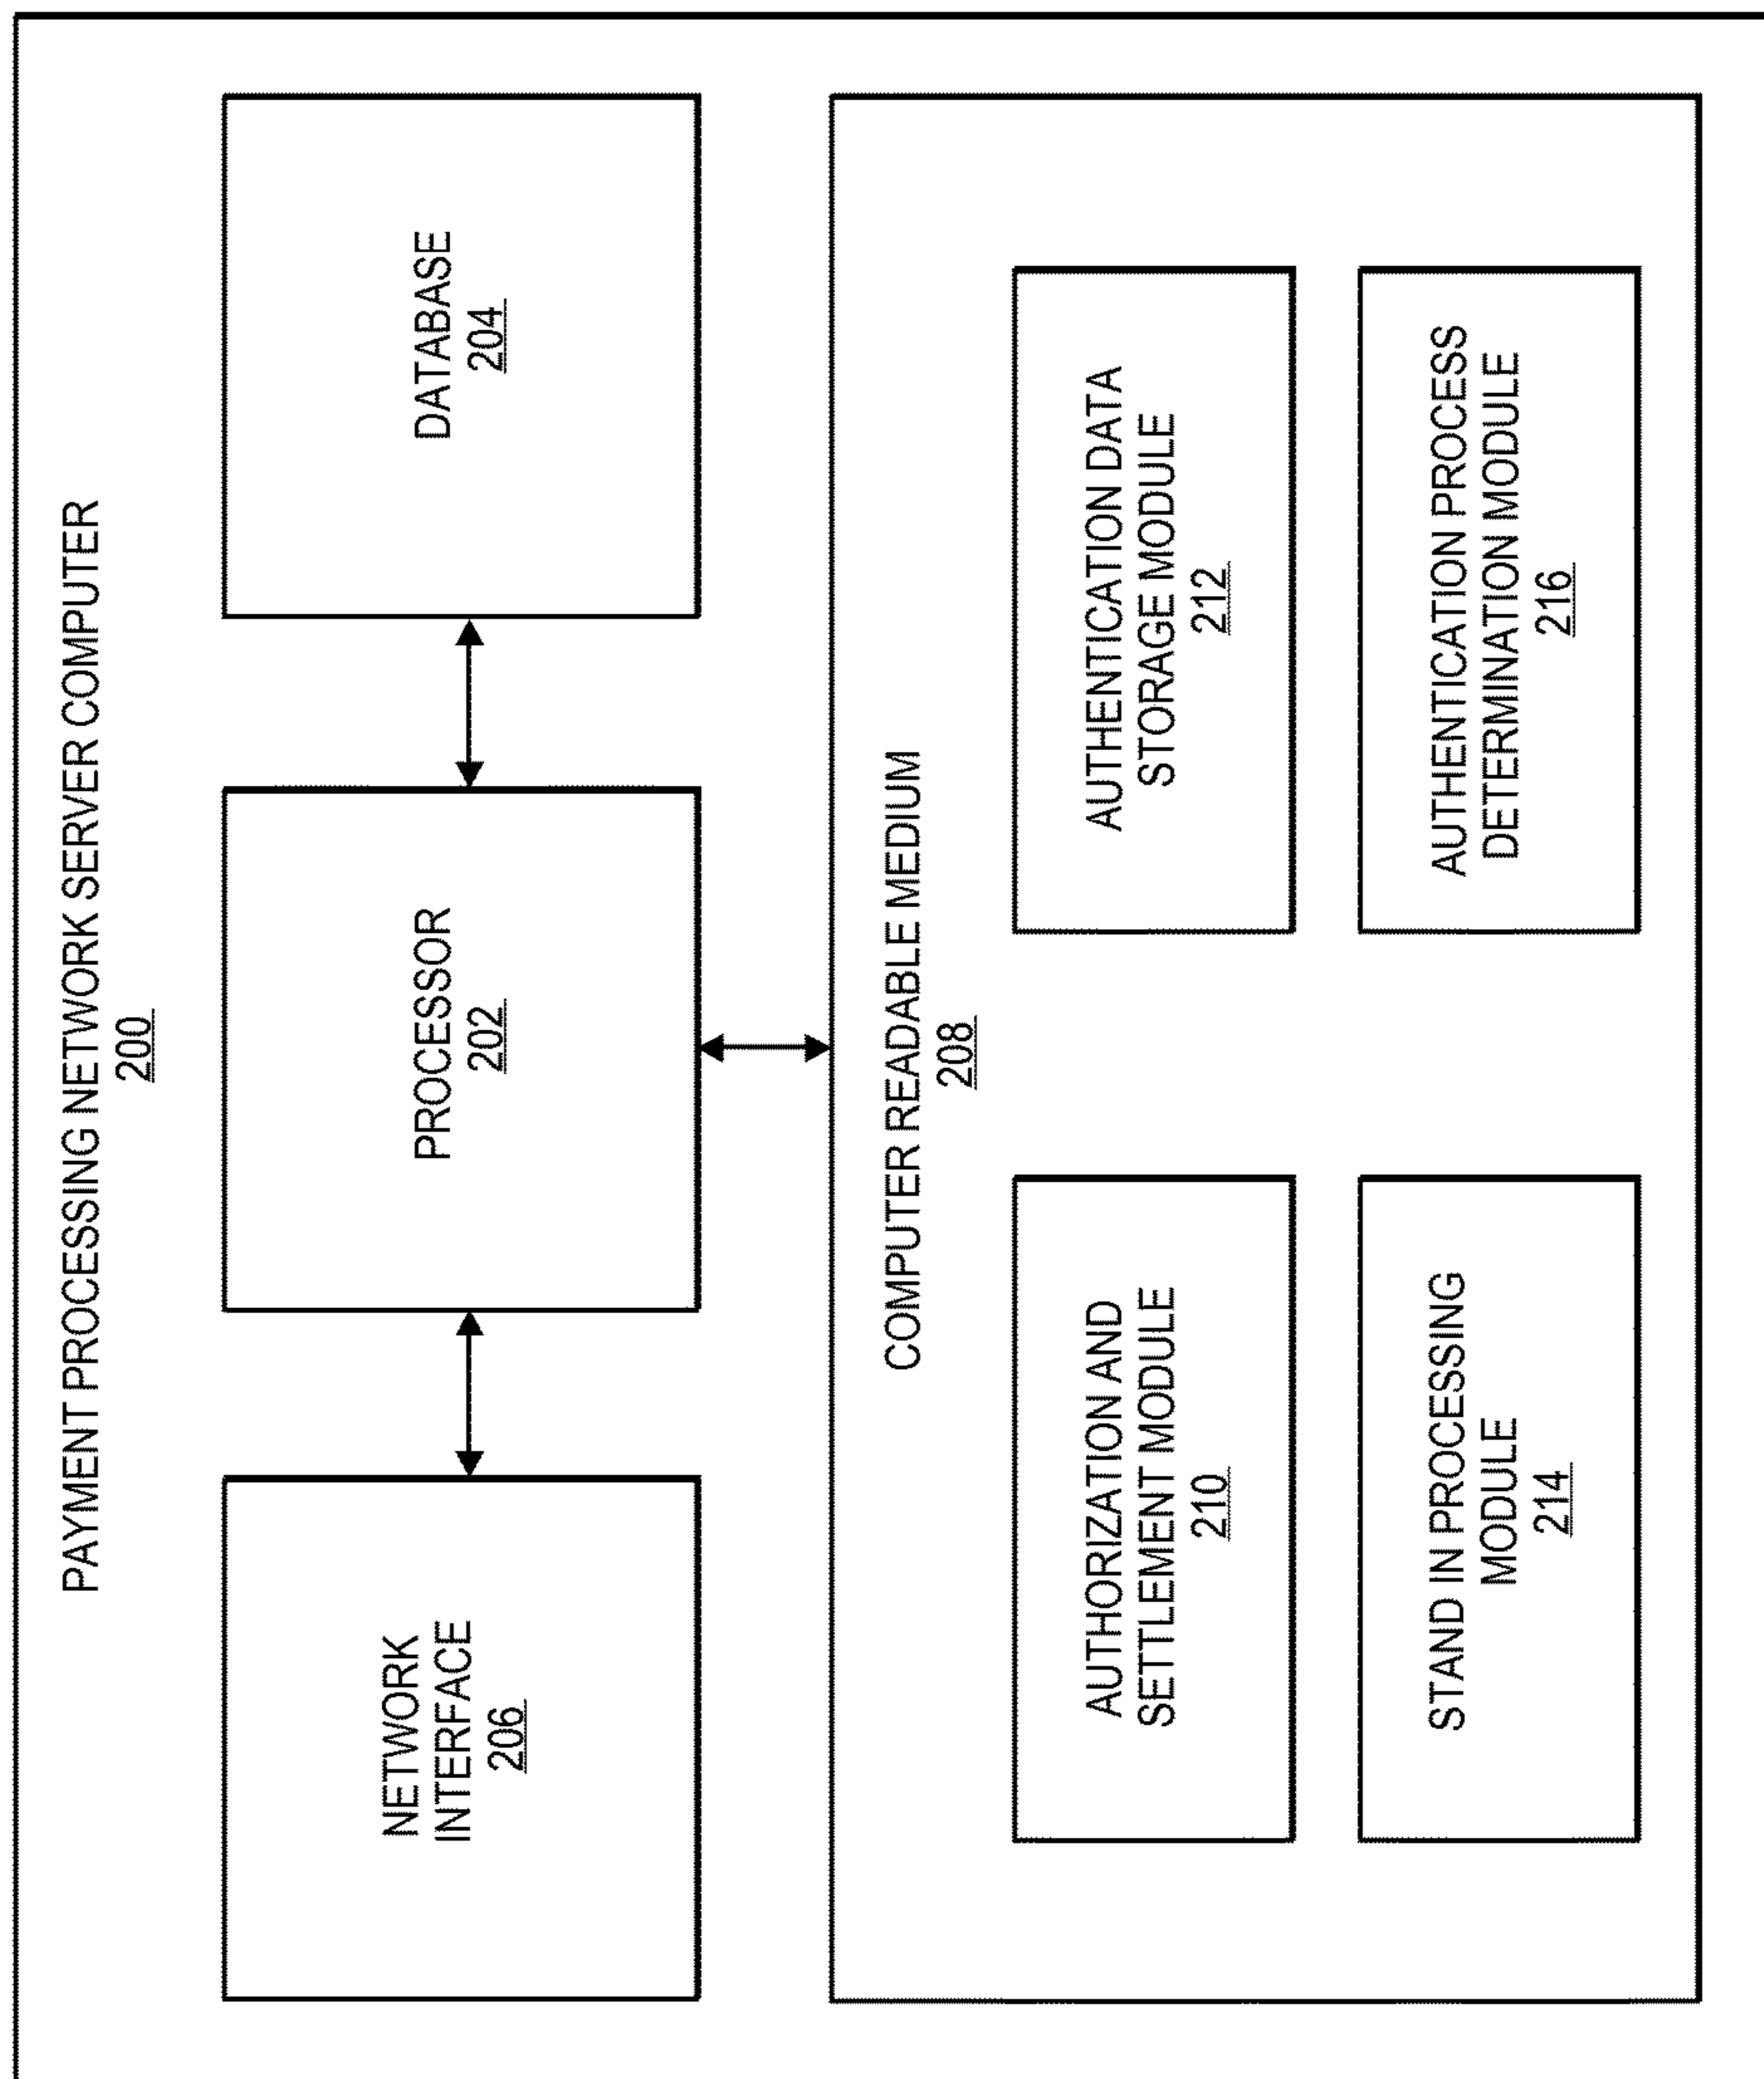 PAYMENT PROCESSING NETWORK SERVER COMPUTER
200
NETWORK
INTERFACE
206
PROCESSOR
202
DATABASE
204
COMPUTER READABLE MEDIUM
208
AUTHORIZATION AND
SETTLEMENT MODULE
210
AUTHENTICATION DATA
STORAGE MODULE
212
STAND IN PROCESSING
MODULE
214
AUTHENTICATION PROCESS
DETERMINATION MODULE
216